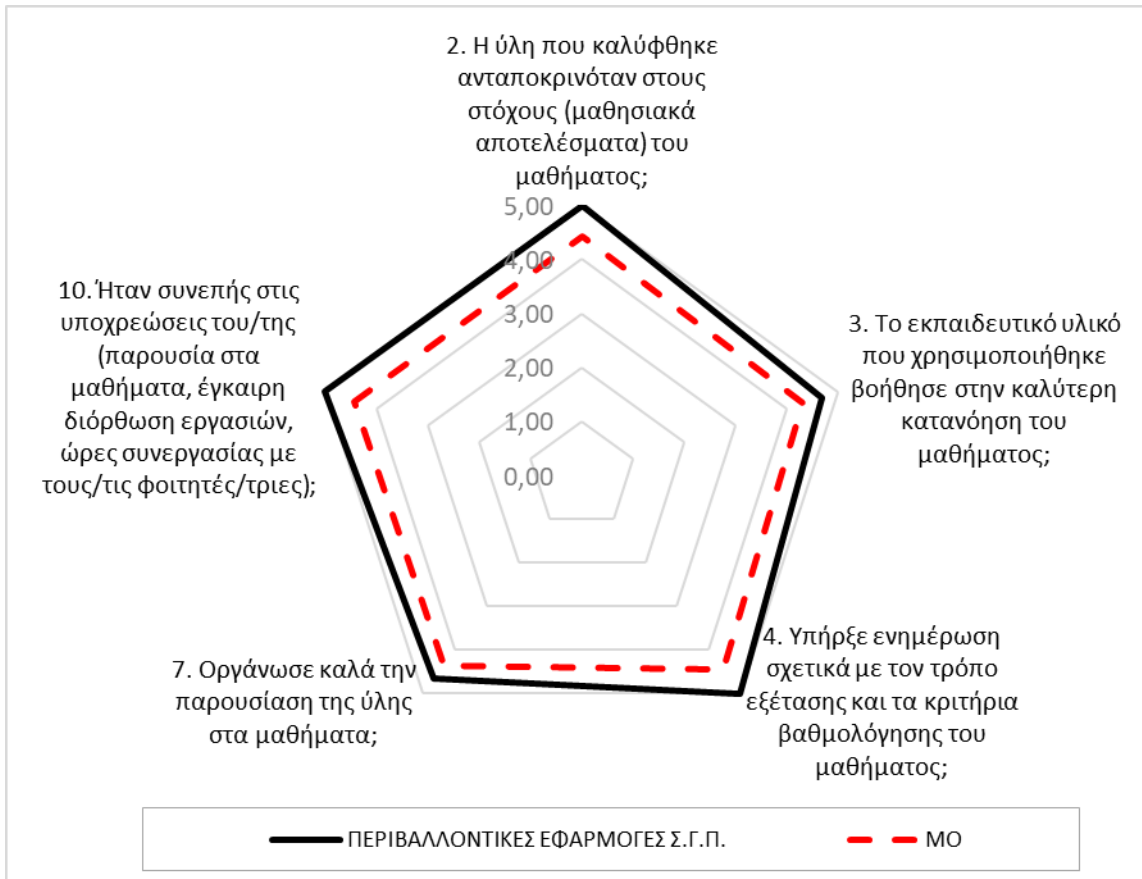 2. Η ύλη που καλύφθηκε
ανταποκρινόταν στους
στόχους (μαθησιακά
αποτελέσματα) του
μαθήματος;
5,00
4,00
3,00
2,00
1,00
0,00
3. Το εκπαιδευτικό υλικό
που χρησιμοποιήθηκε
βοήθησε στην καλύτερη
κατανόηση του
μαθήματος;
4. Υπήρξε ενημέρωση
σχετικά με τον τρόπο
εξέτασης και τα κριτήρια
βαθμολόγησης του
μαθήματος;
7. Οργάνωσε καλά την
παρουσίαση της ύλης
στα μαθήματα;
10. Ήταν συνεπής στις
υποχρεώσεις του/της
(παρουσία στα
μαθήματα, έγκαιρη
διόρθωση εργασιών,
ώρες συνεργασίας με
τους/τις φοιτητές/τριες);
ΠΕΡΙΒΑΛΛΟΝΤΙΚΕΣ ΕΦΑΡΜΟΓΕΣ Σ.Γ.Π.
ΜΟ